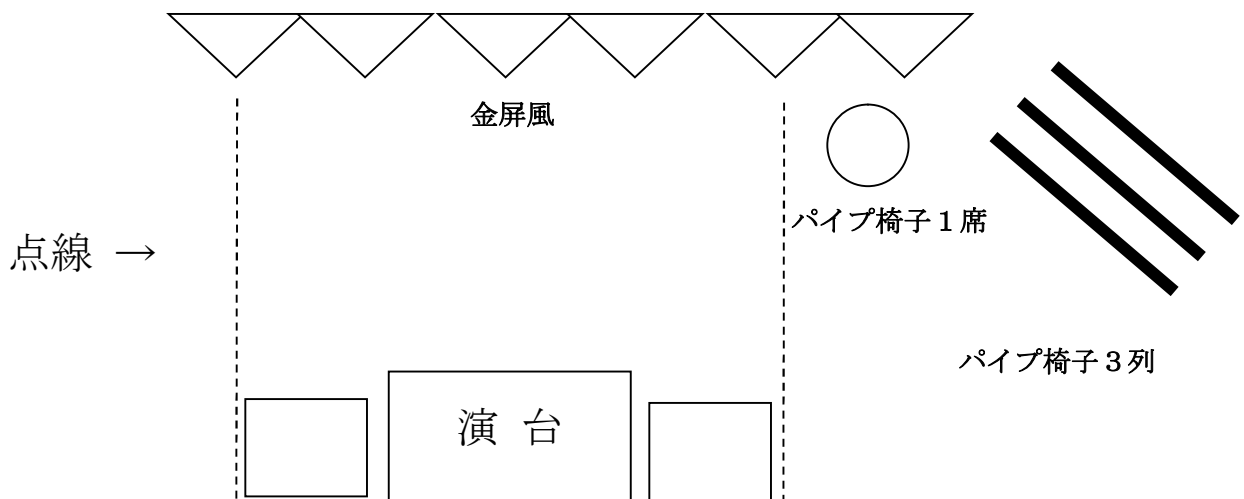 金屏風
パイプ椅子１席
点線 →
パイプ椅子３列
演 台